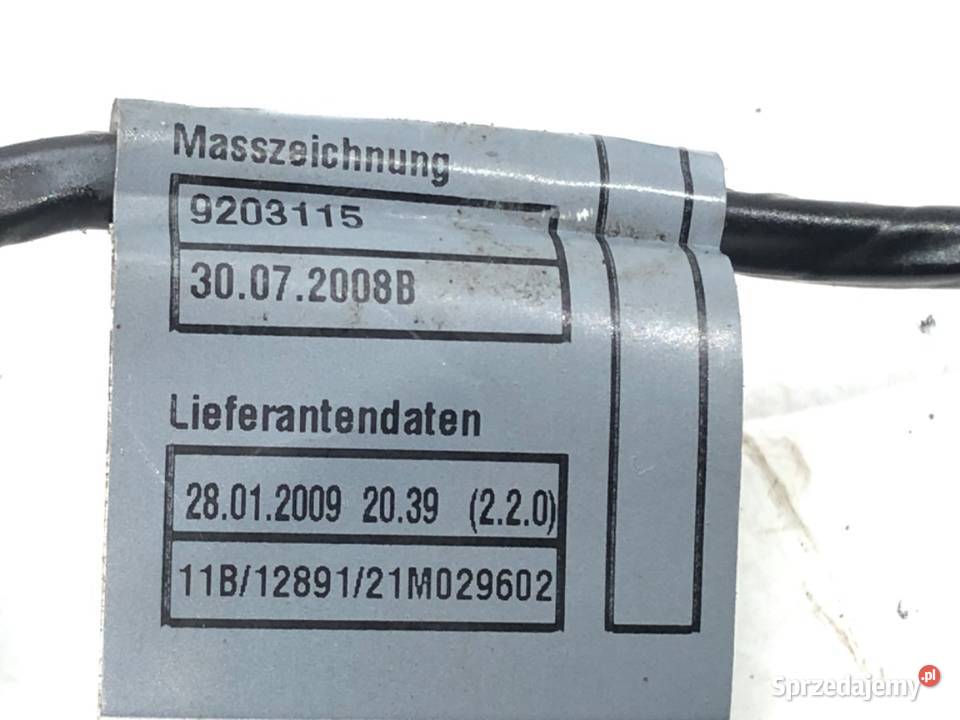 Masszeichnung
9203115
30.07.2008B
Lieferantendaten
28.01.2009 20.39 (2.2.0)
11B/12891/21M029602
Sprzedajemy.pl